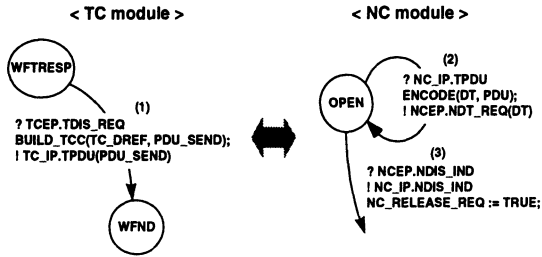 < TC module >
WFTRESP
(1)
? TCEP.TDIS_REQ
BUILD_TCC(TC_DREF, PDU_SEND);
! TC_IP.TPDU(PDU_SEND)
WFND
< NC module >
OPEN
(2)
? NC_IP.TPDU
ENCODE(DT, PDU);
! NCEP.NDT_REQ(DT)
(3)
? NCEP.NDIS_IND
! NC_IP.NDIS_IND
NC_RELEASE_REQ := TRUE;